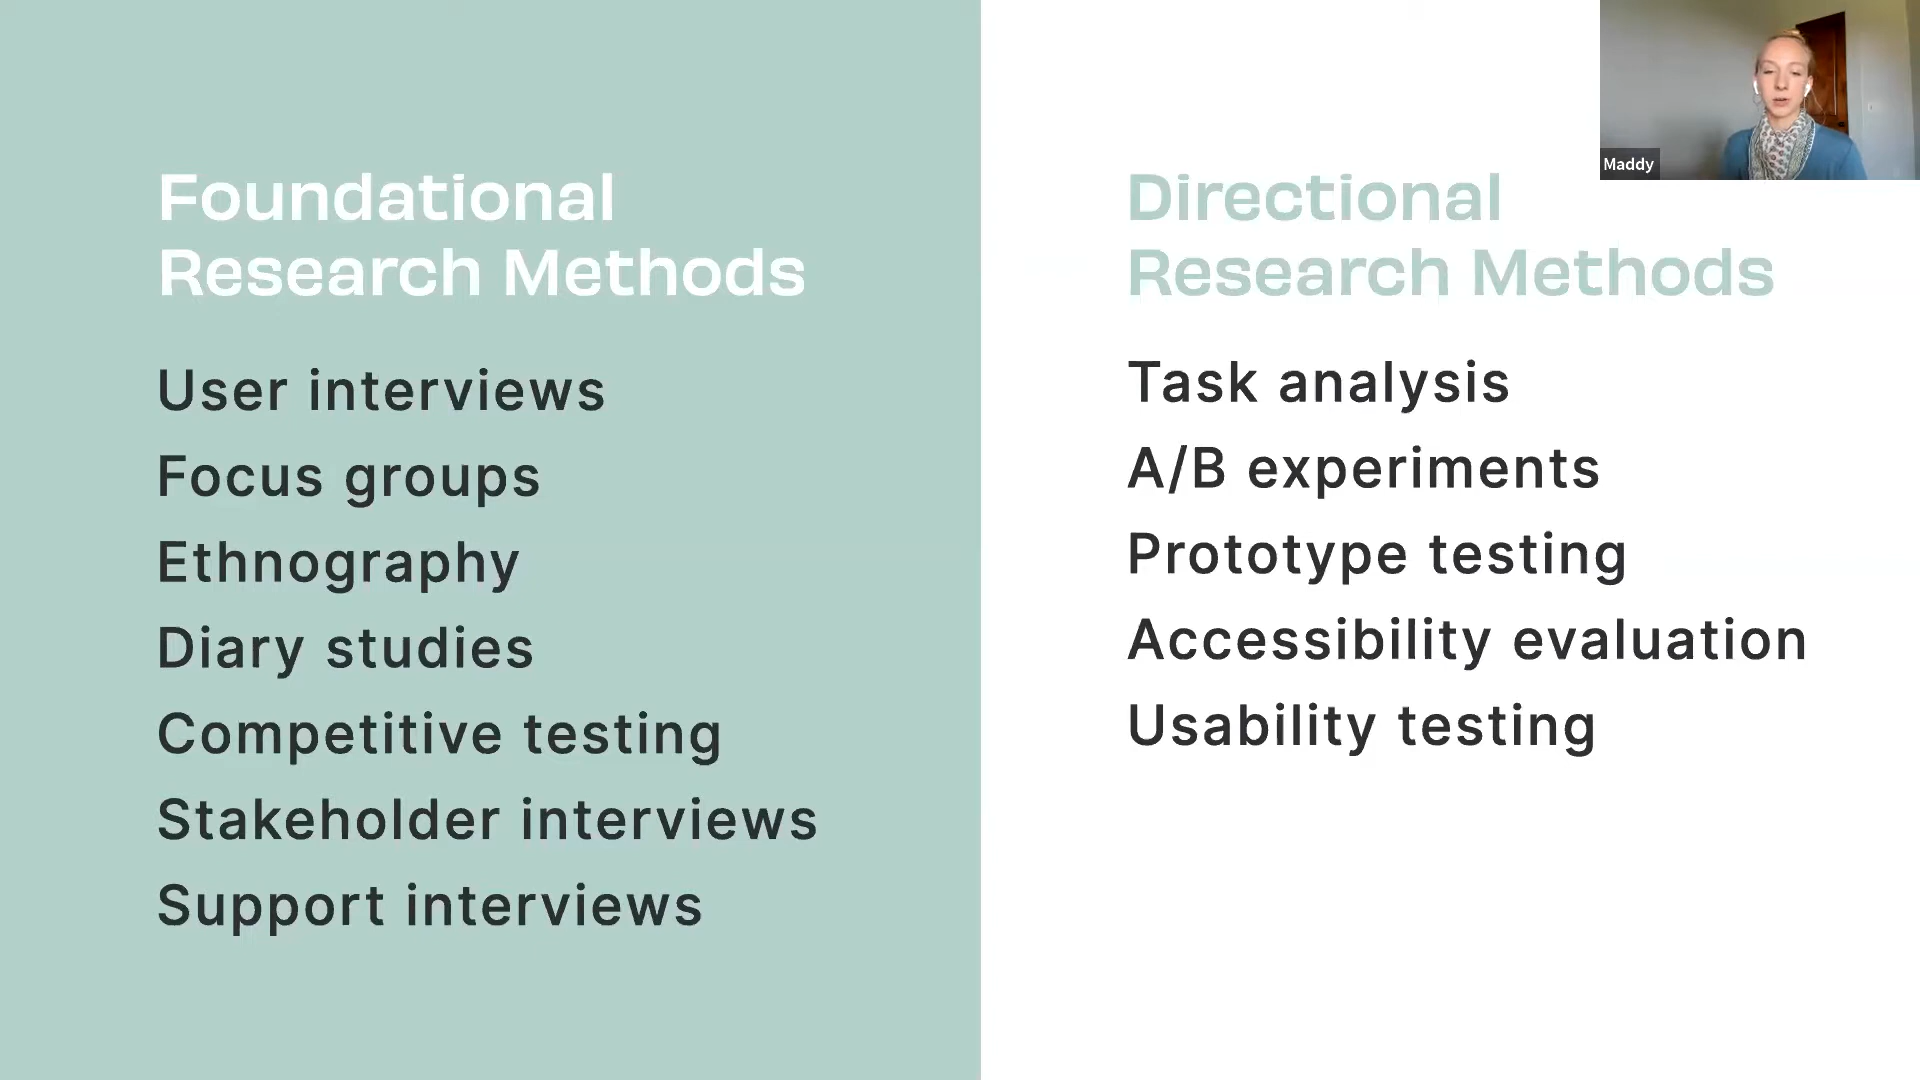 Foundational
Research Methods
User interviews
Focus groups
Ethnography
Diary studies
Competitive testing
Stakeholder interviews
Support interviews
Directional
Research Methods
Task analysis
A/B experiments
Prototype testing
Accessibility evaluation
Usability testing
Maddy